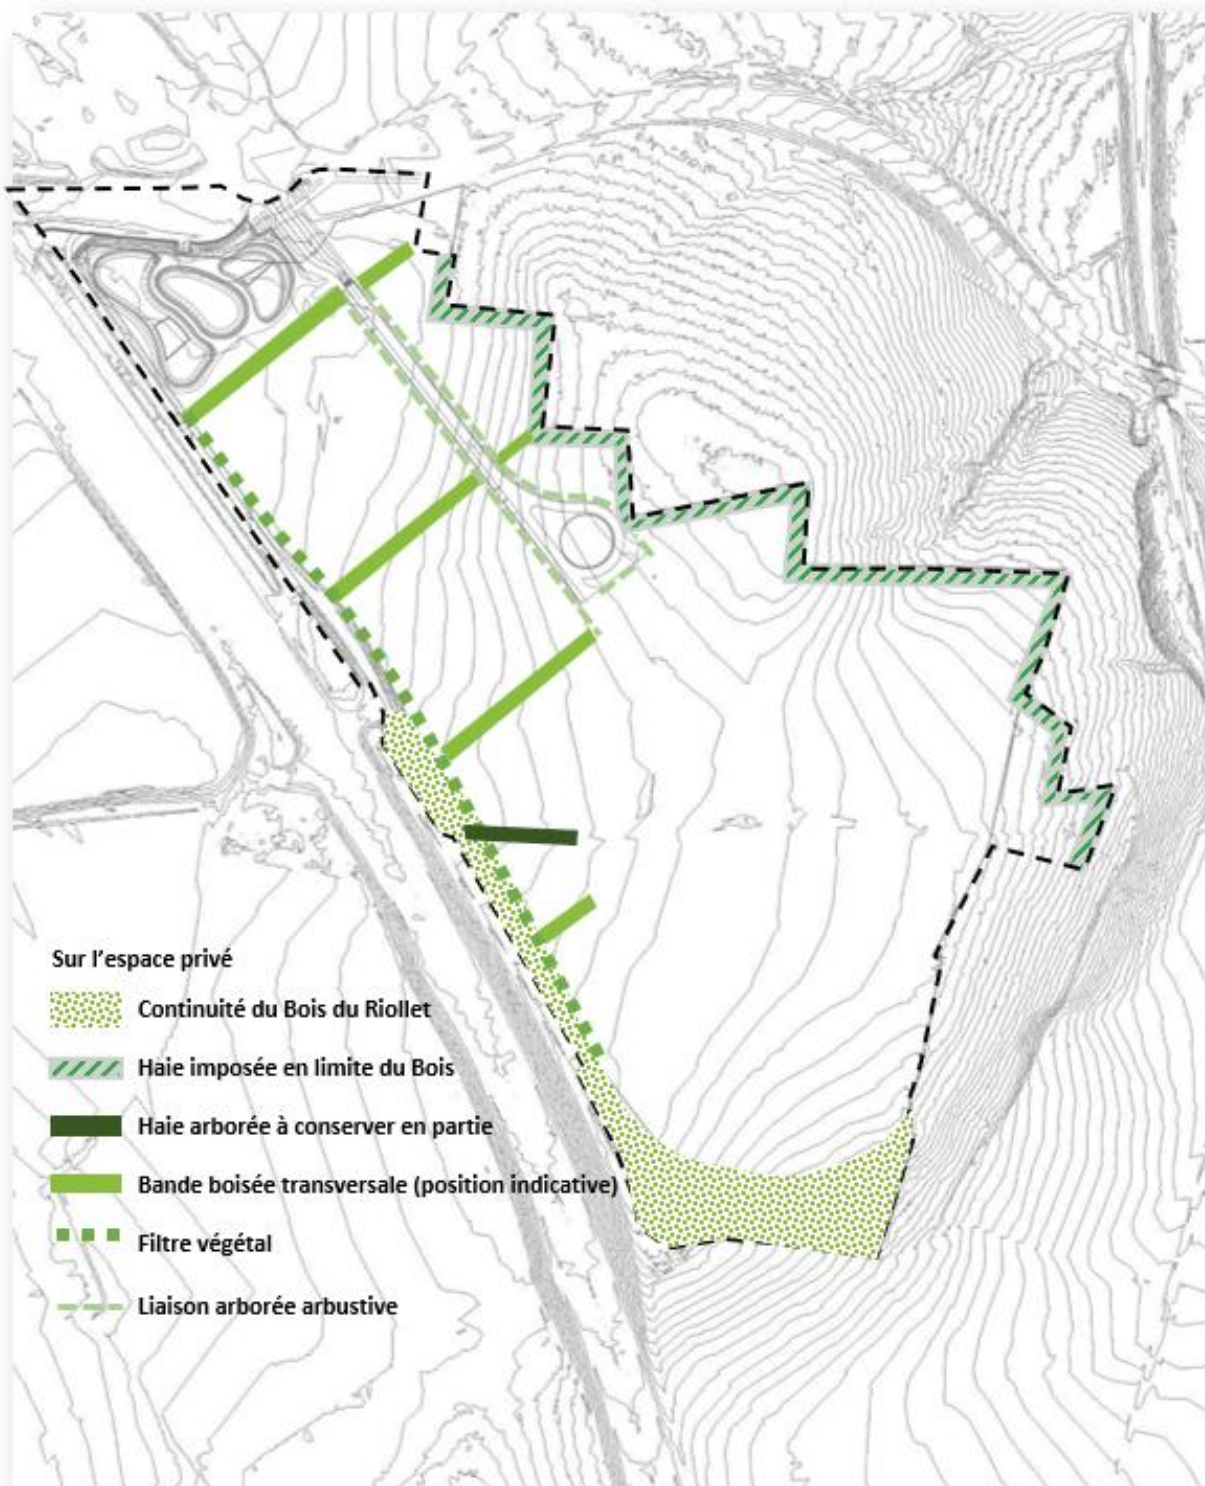 Sur l'espace privé
Continuité du Bois du Riollet
Haie imposée en limite du Bois
Haie arborée à conserver en partie
Bande boisée transversale (position indicative)
Filtre végétal
Liaison arborée arbustive